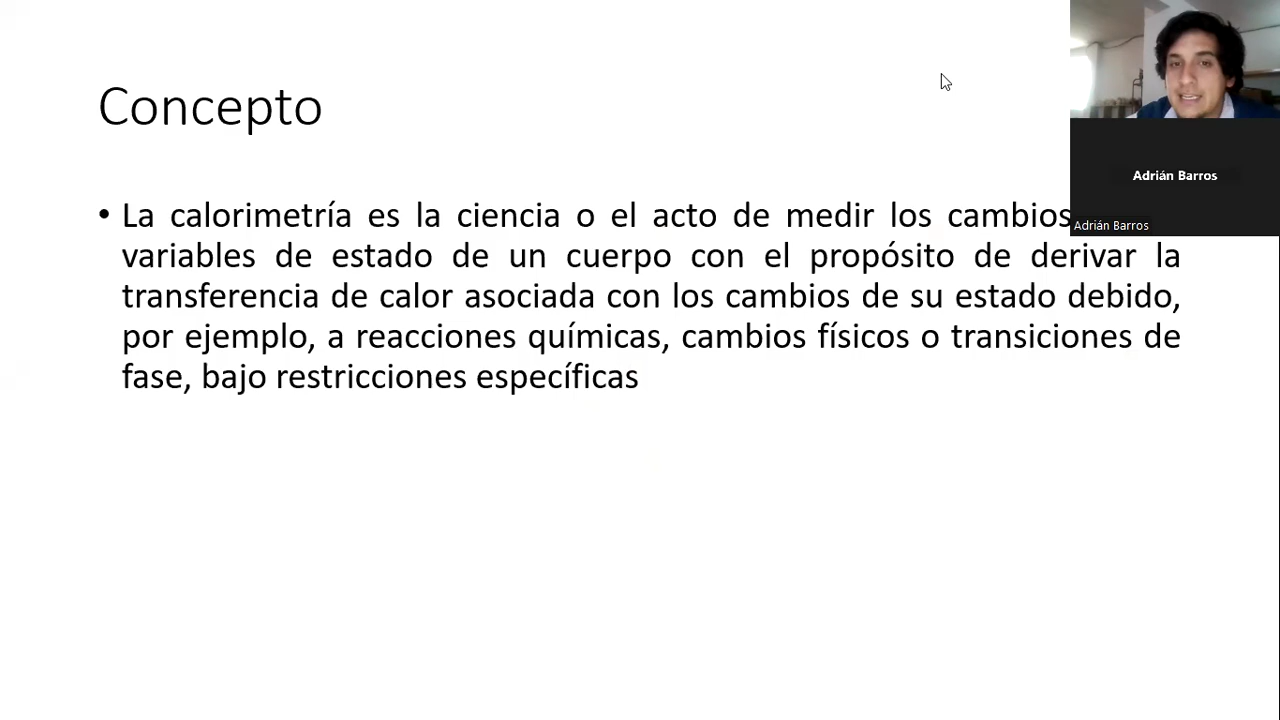 Concepto
• La calorimetría es la ciencia o el acto de medir los cambios
variables de estado de un cuerpo con el propósito de derivar la
transferencia de calor asociada con los cambios de su estado debido,
por ejemplo, a reacciones químicas, cambios físicos o transiciones de
fase, bajo restricciones específicas
Adrián Barros
Adrián Barros